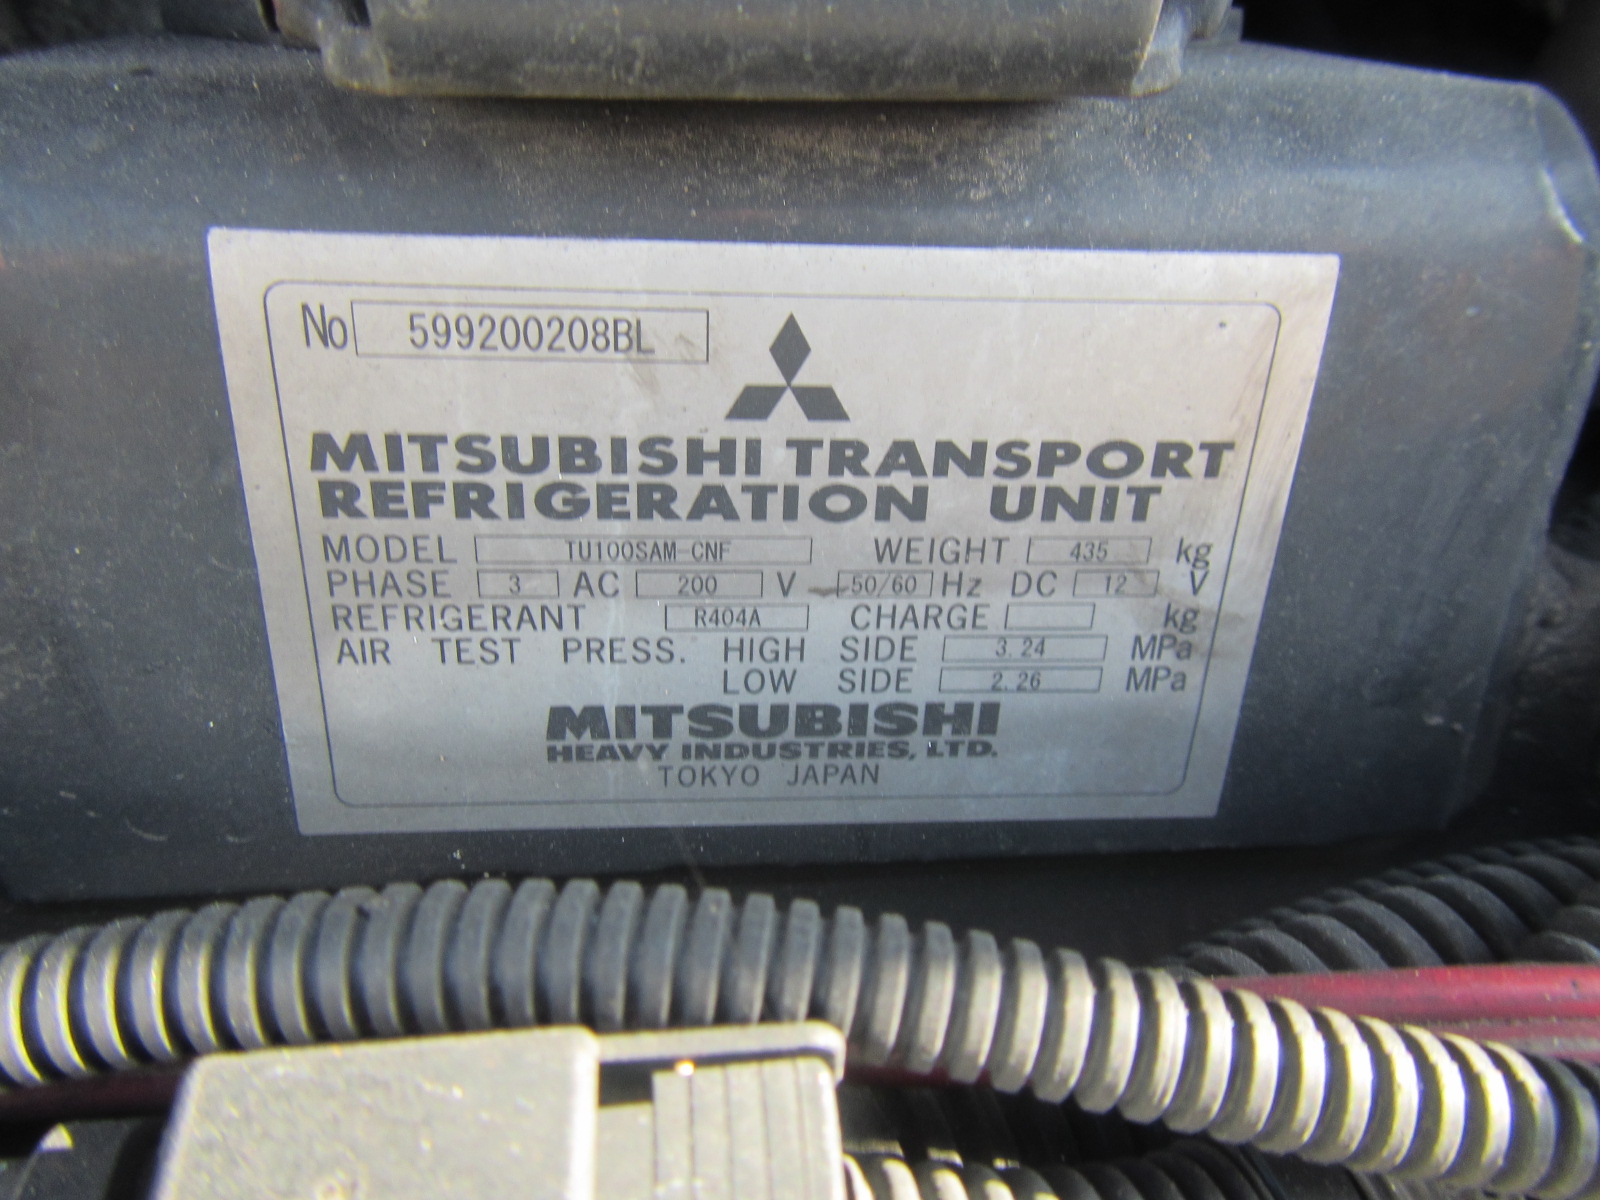 No 599200208BL
MITSUBISHI TRANSPORT
REFRIGERATION UNIT
MODEL TU100SAM-CNF WEIGHT 435 kg
PHASE 3 AC 200 V 50/60 Hz DC 12 V
REFRIGERANT R404A CHARGE kg
AIR TEST PRESS. HIGH SIDE 3.24 MPa
LOW SIDE 2.26 MPa
MITSUBISHI
HEAVY INDUSTRIES, LTD.
TOKYO JAPAN